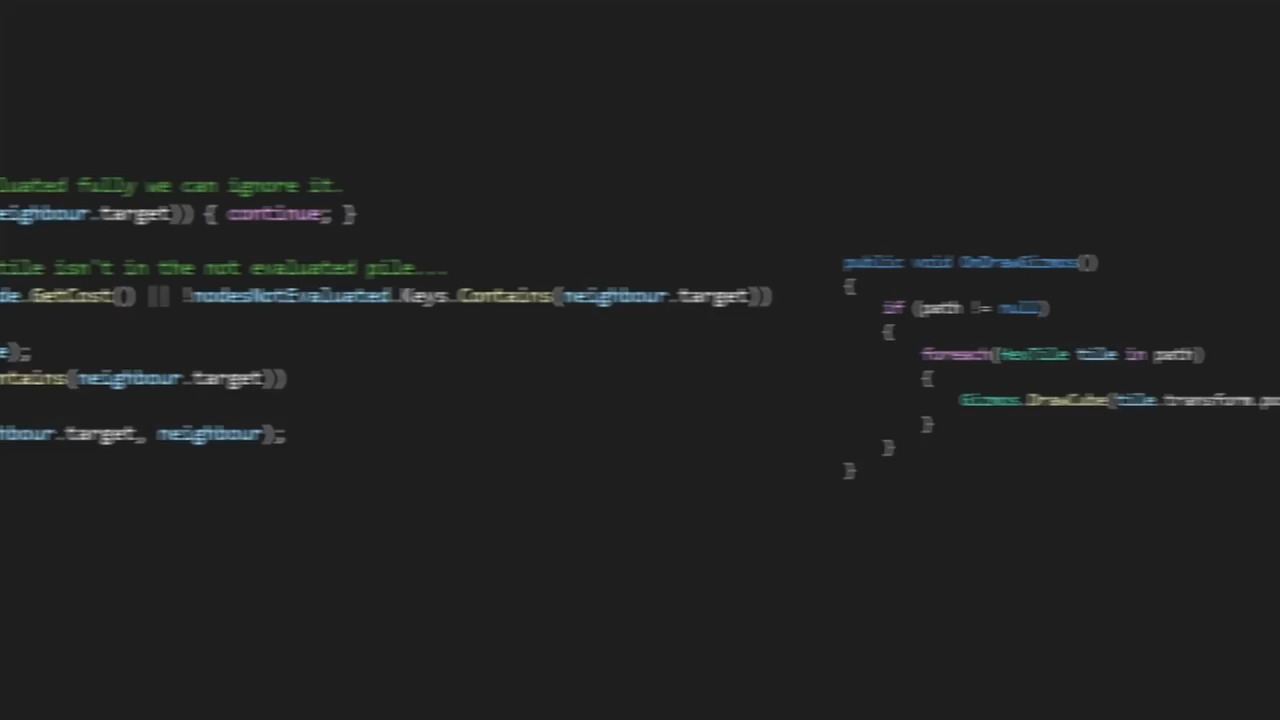 luated fully we can ignore it.
eighbour.target)) { continue; }
tile isn't in the not evaluated pile...
de.GetCost() || !nodesNotEvaluated.Keys.Contains(neighbour.target))
e);
ntains(neighbour.target))
hbour.target, neighbour);
public void OnDrawGizmos()
{
if (path != null)
{
foreach(HexTile tile in path)
{
Gizmos.DrawCube(tile.transform.po
}
}
}